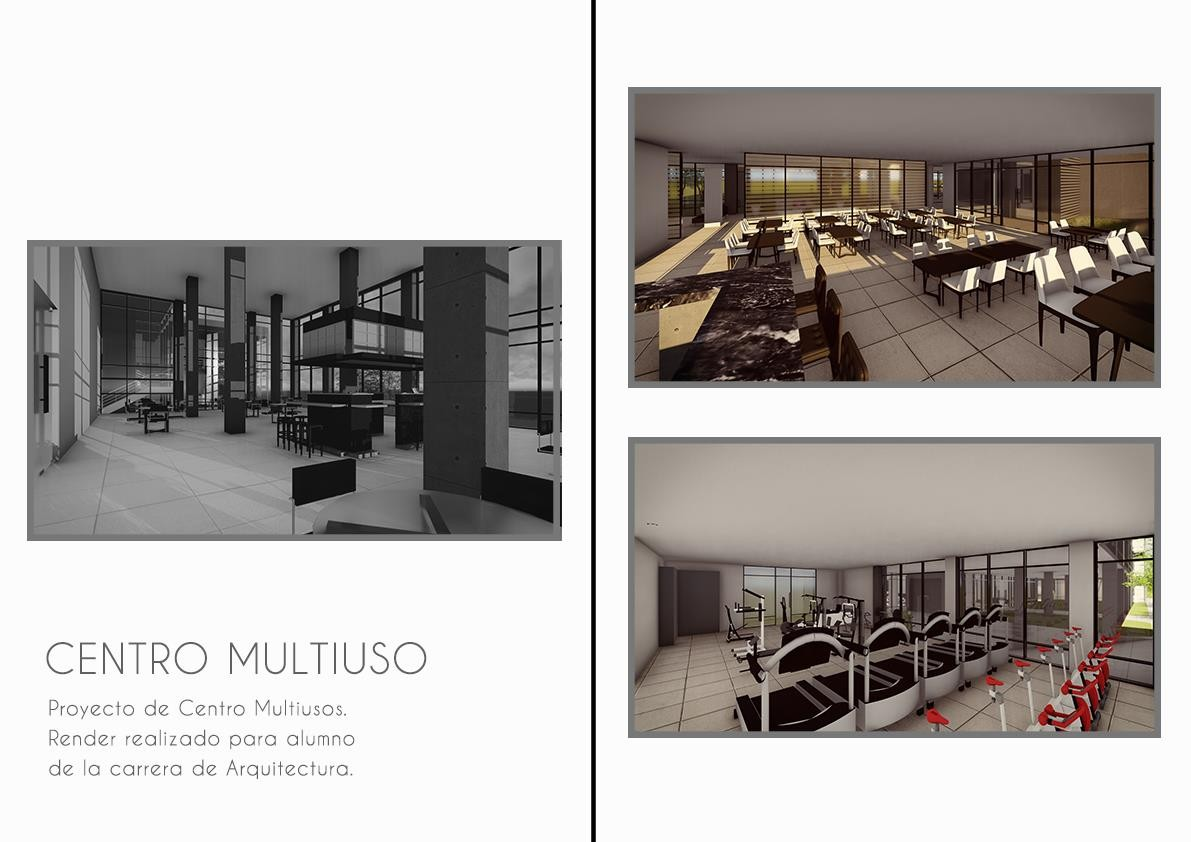 CENTRO MULTIUSO
Proyecto de Centro Multiusos.
Render realizado para alumno
de la carrera de Arquitectura.